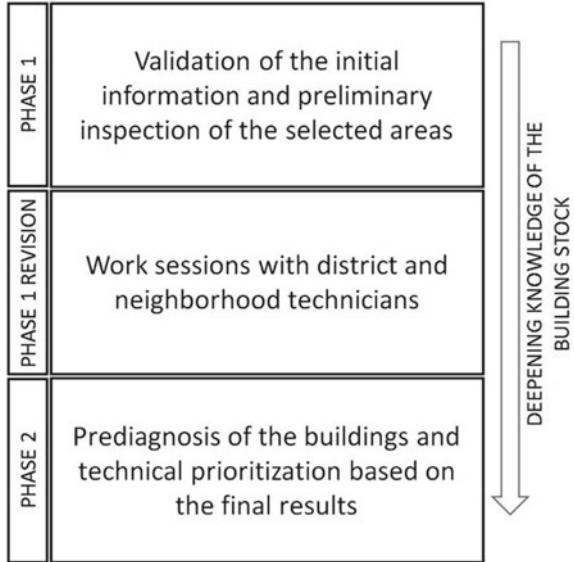 PHASE 1
Validation of the initial
information and preliminary
inspection of the selected areas
PHASE 1 REVISION
Work sessions with district and
neighborhood technicians
PHASE 2
Prediagnosis of the buildings and
technical prioritization based on
the final results
DEEPENING KNOWLEDGE OF THE
BUILDING STOCK